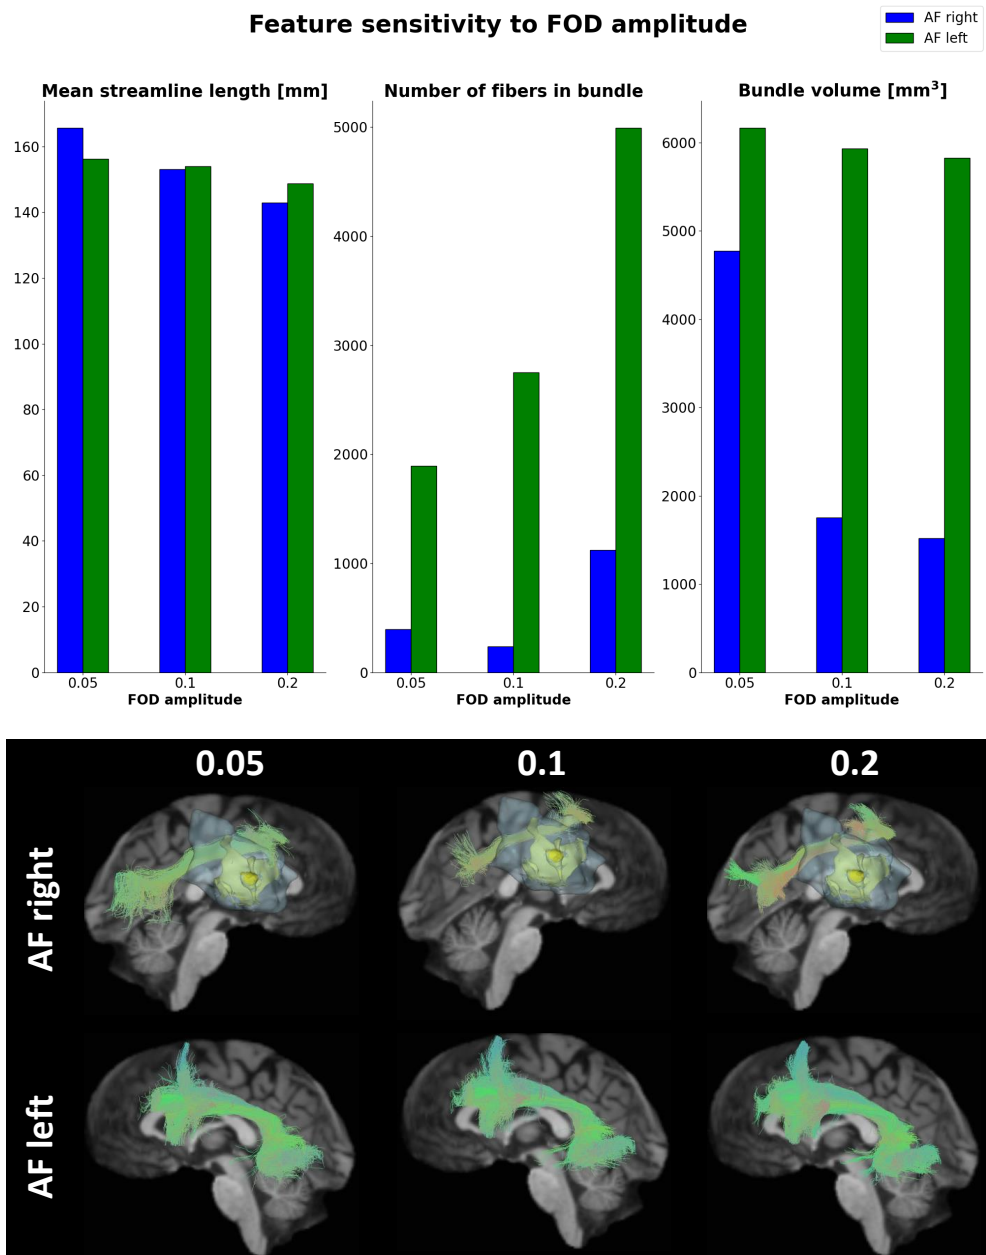 Feature sensitivity to FOD amplitude
AF right
AF left
Mean streamline length [mm]
160
140
120
100
80
60
40
20
0
0.05 0.1 0.2
FOD amplitude
Number of fibers in bundle
5000
4000
3000
2000
1000
0
0.05 0.1 0.2
FOD amplitude
Bundle volume [mm³]
6000
5000
4000
3000
2000
1000
0
0.05 0.1 0.2
FOD amplitude
0.05 0.1 0.2
AF right
AF left